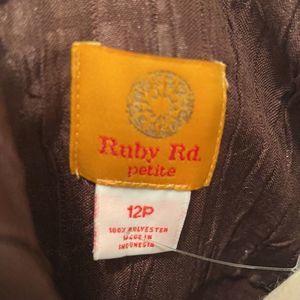 Ruby Rd.
petite
12P
100% POLYESTER
MADE IN
INDONESIA